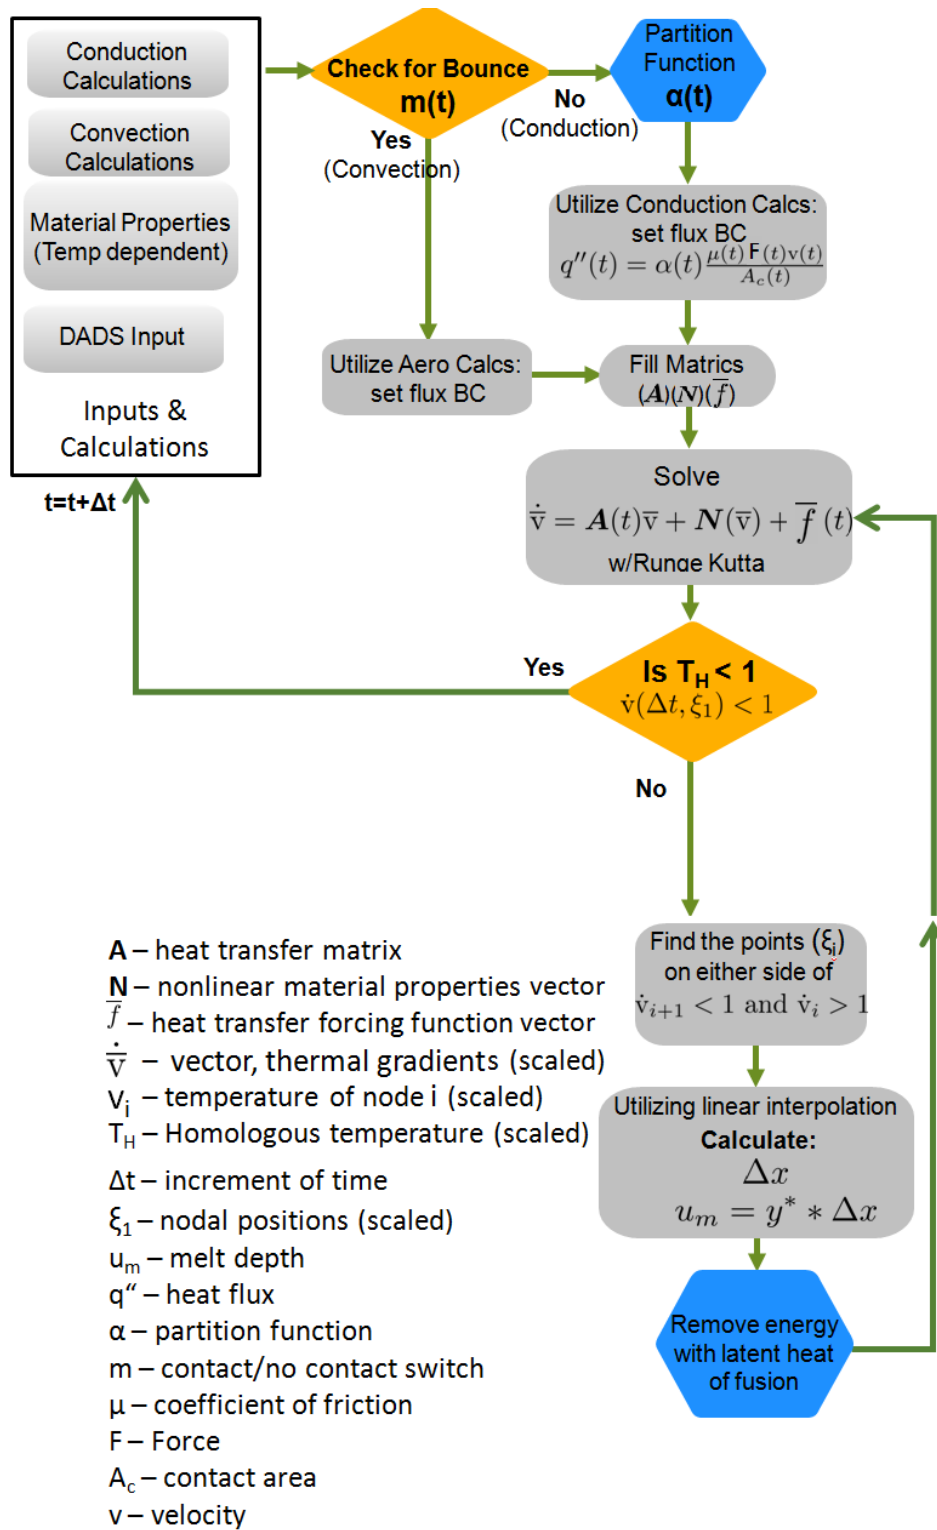 Conduction
Calculations
Convection
Calculations
Material Properties
(Temp dependent)
DADS Input
Inputs &
Calculations
t=t+Δt
Check for Bounce
m(t)
Yes
(Convection)
No
(Conduction)
Partition
Function
α(t)
Utilize Conduction Calcs:
set flux BC
q''(t) = α(t) μ(t) F(t)v(t) / A_c(t)
Utilize Aero Calcs:
set flux BC
Fill Matrics
(A)(N)(f̅)
Solve
v̇̅ = A(t)v̅ + N(v̅) + f̅ (t)
w/Runge Kutta
Is T_H < 1
v̇(Δt, ξ₁) < 1
Yes
No
Find the points (ξᵢ)
on either side of
v̇ᵢ₊₁ < 1 and v̇ᵢ > 1
Utilizing linear interpolation
Calculate:
Δx
u_m = y* * Δx
Remove energy
with latent heat
of fusion
A – heat transfer matrix
N – nonlinear material properties vector
f̅ – heat transfer forcing function vector
v̇̅ – vector, thermal gradients (scaled)
vᵢ – temperature of node i (scaled)
T_H – Homologous temperature (scaled)
Δt – increment of time
ξ₁ – nodal positions (scaled)
u_m – melt depth
q“ – heat flux
α – partition function
m – contact/no contact switch
μ – coefficient of friction
F – Force
A_c – contact area
v – velocity